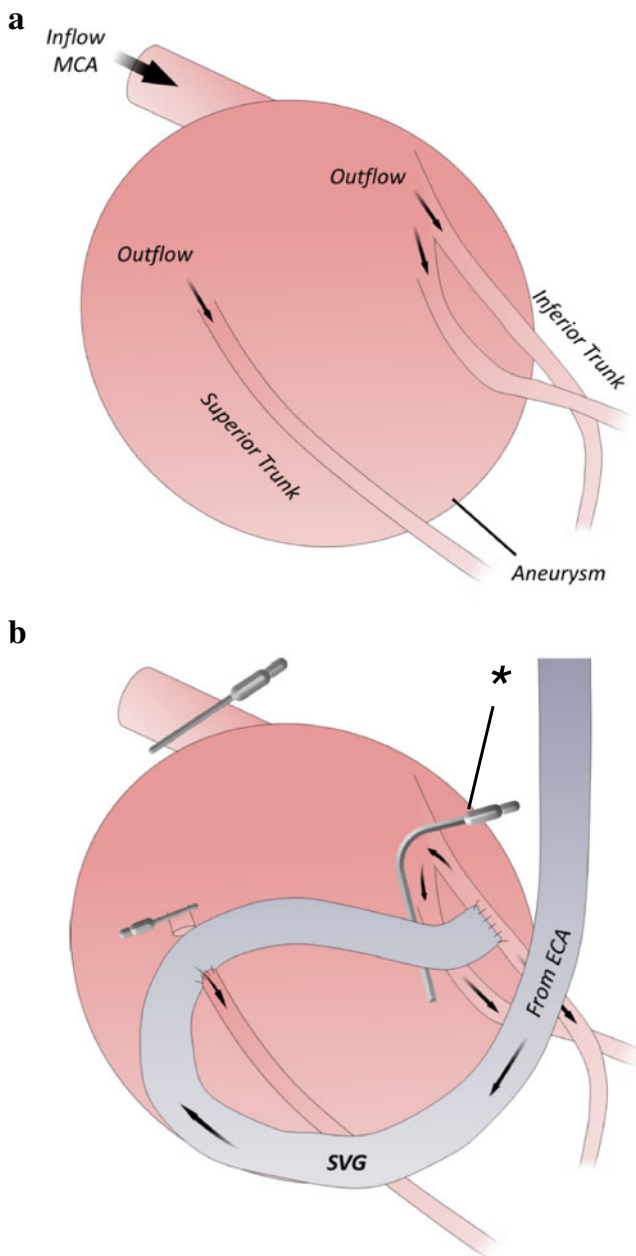 a
Inflow
MCA
Outflow
Outflow
Inferior Trunk
Superior Trunk
Aneurysm
b
*
From ECA
SVG